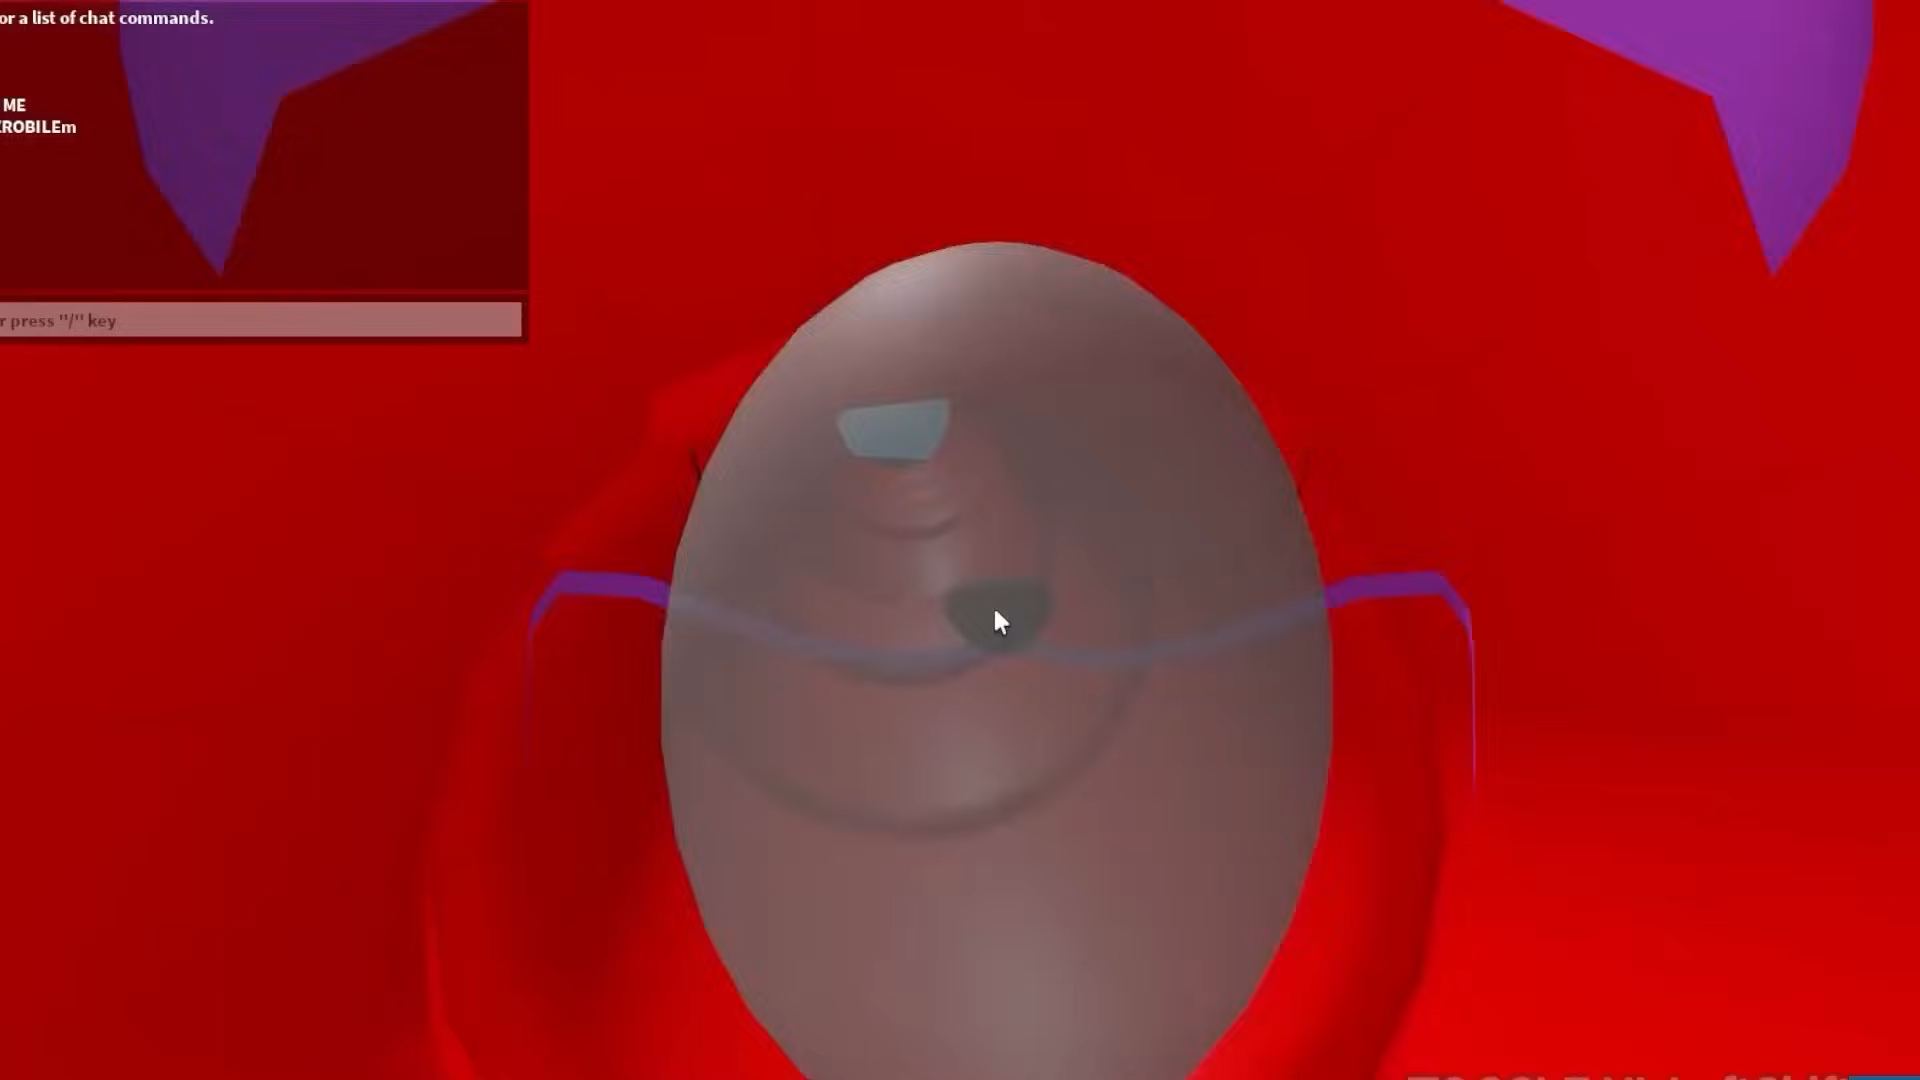 or a list of chat commands.
ME
ROBILEm
r press "/" key